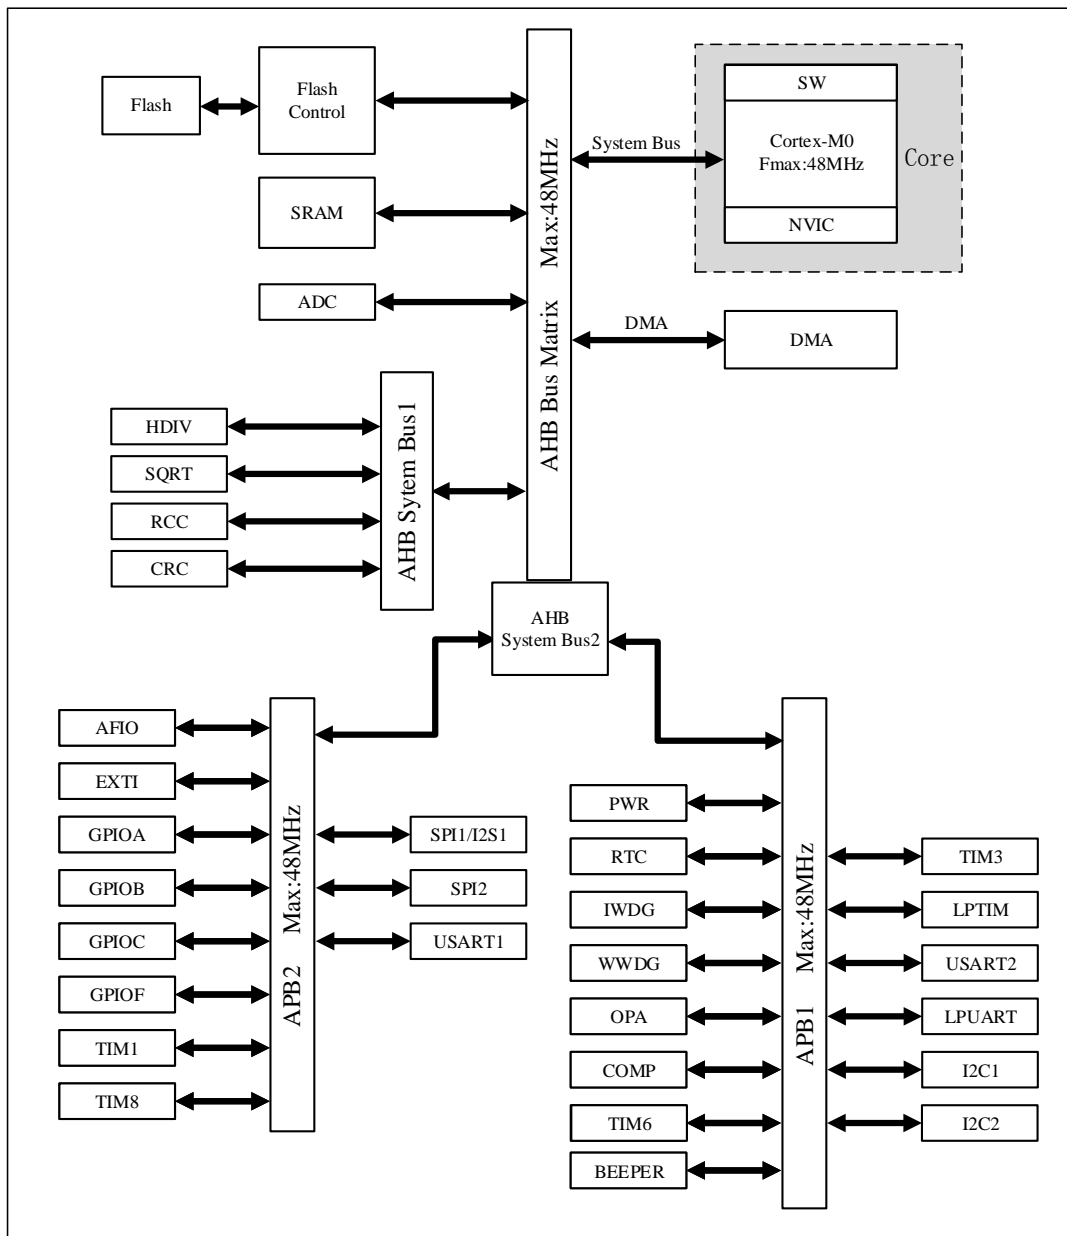 Flash
Flash
Control
SRAM
ADC
AHB Bus Matrix Max:48MHz
System Bus
SW
Cortex-M0
Fmax:48MHz
NVIC
Core
DMA
DMA
HDIV
SQRT
RCC
CRC
AHB Sytem Bus1
AHB
System Bus2
AFIO
EXTI
GPIOA
GPIOB
GPIOC
GPIOF
TIM1
TIM8
APB2 Max:48MHz
SPI1/I2S1
SPI2
USART1
PWR
RTC
IWDG
WWDG
OPA
COMP
TIM6
BEEPER
APB1 Max:48MHz
TIM3
LPTIM
USART2
LPUART
I2C1
I2C2